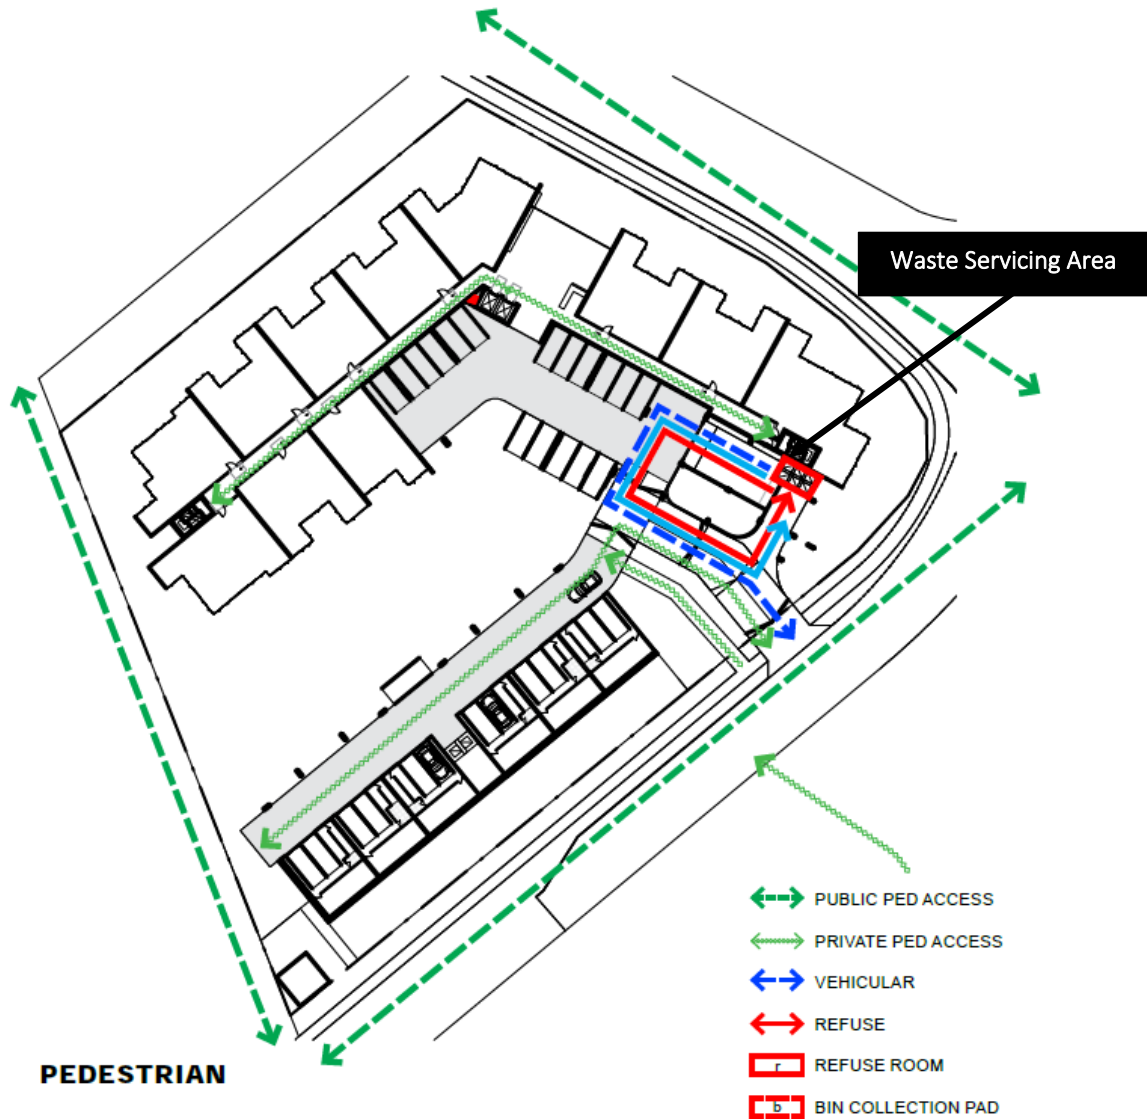 Waste Servicing Area
PUBLIC PED ACCESS
PRIVATE PED ACCESS
VEHICULAR
REFUSE
r REFUSE ROOM
b BIN COLLECTION PAD
PEDESTRIAN